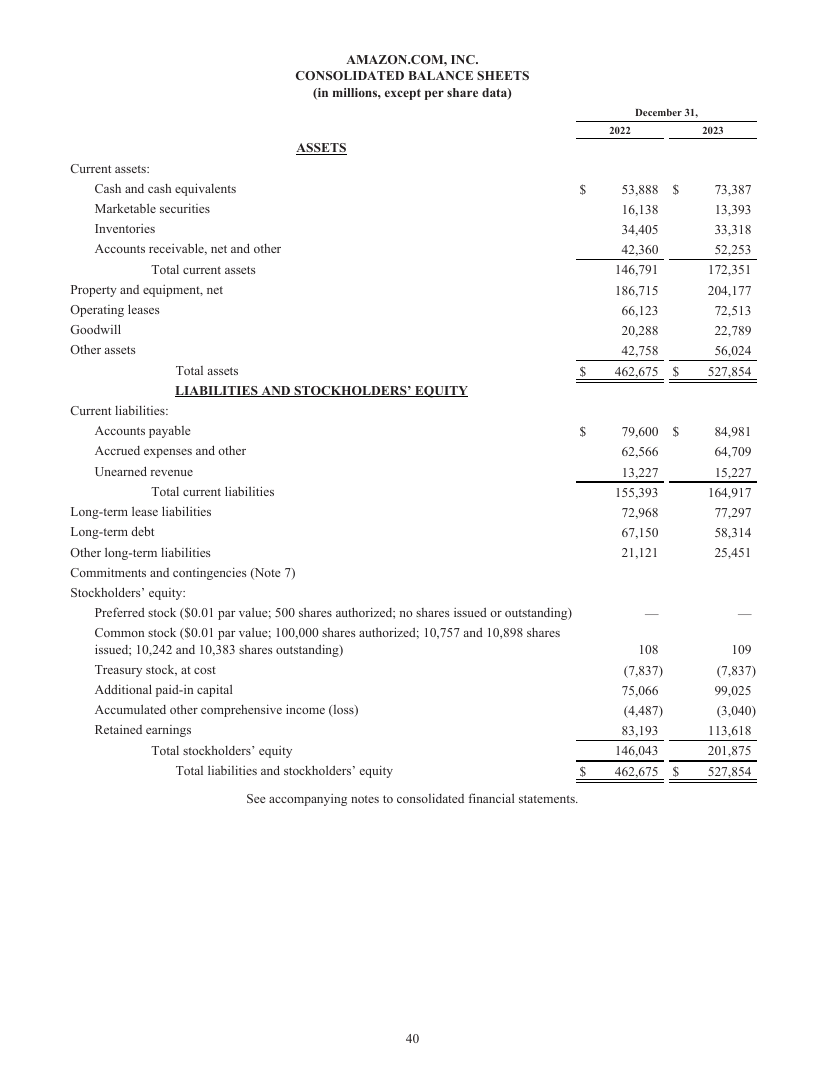 AMAZON.COM, INC.
CONSOLIDATED BALANCE SHEETS
(in millions, except per share data)
December 31,
2022 2023
ASSETS
Current assets:
Cash and cash equivalents $ 53,888 $ 73,387
Marketable securities 16,138 13,393
Inventories 34,405 33,318
Accounts receivable, net and other 42,360 52,253
Total current assets 146,791 172,351
Property and equipment, net 186,715 204,177
Operating leases 66,123 72,513
Goodwill 20,288 22,789
Other assets 42,758 56,024
Total assets $ 462,675 $ 527,854
LIABILITIES AND STOCKHOLDERS’ EQUITY
Current liabilities:
Accounts payable $ 79,600 $ 84,981
Accrued expenses and other 62,566 64,709
Unearned revenue 13,227 15,227
Total current liabilities 155,393 164,917
Long-term lease liabilities 72,968 77,297
Long-term debt 67,150 58,314
Other long-term liabilities 21,121 25,451
Commitments and contingencies (Note 7)
Stockholders’ equity:
Preferred stock ($0.01 par value; 500 shares authorized; no shares issued or outstanding) — —
Common stock ($0.01 par value; 100,000 shares authorized; 10,757 and 10,898 shares
issued; 10,242 and 10,383 shares outstanding) 108 109
Treasury stock, at cost (7,837) (7,837)
Additional paid-in capital 75,066 99,025
Accumulated other comprehensive income (loss) (4,487) (3,040)
Retained earnings 83,193 113,618
Total stockholders’ equity 146,043 201,875
Total liabilities and stockholders’ equity $ 462,675 $ 527,854
See accompanying notes to consolidated financial statements.
40